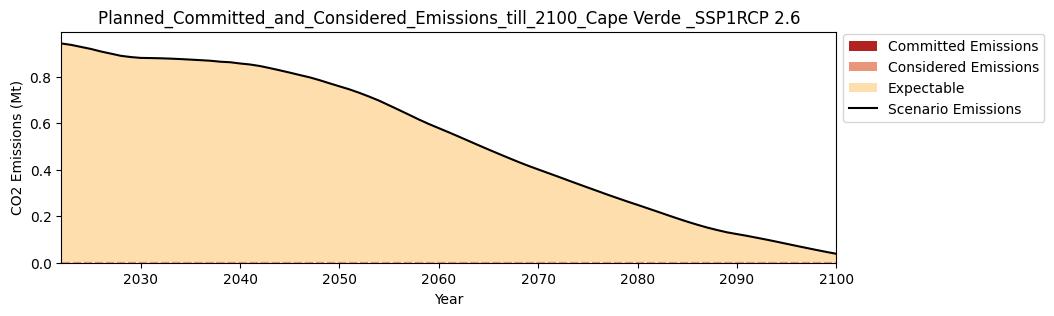 Planned_Committed_and_Considered_Emissions_till_2100_Cape Verde _SSP1RCP 2.6
Committed Emissions
Considered Emissions
Expectable
Scenario Emissions
CO2 Emissions (Mt)
0.8
0.6
0.4
0.2
0.0
2030 2040 2050 2060 2070 2080 2090 2100
Year